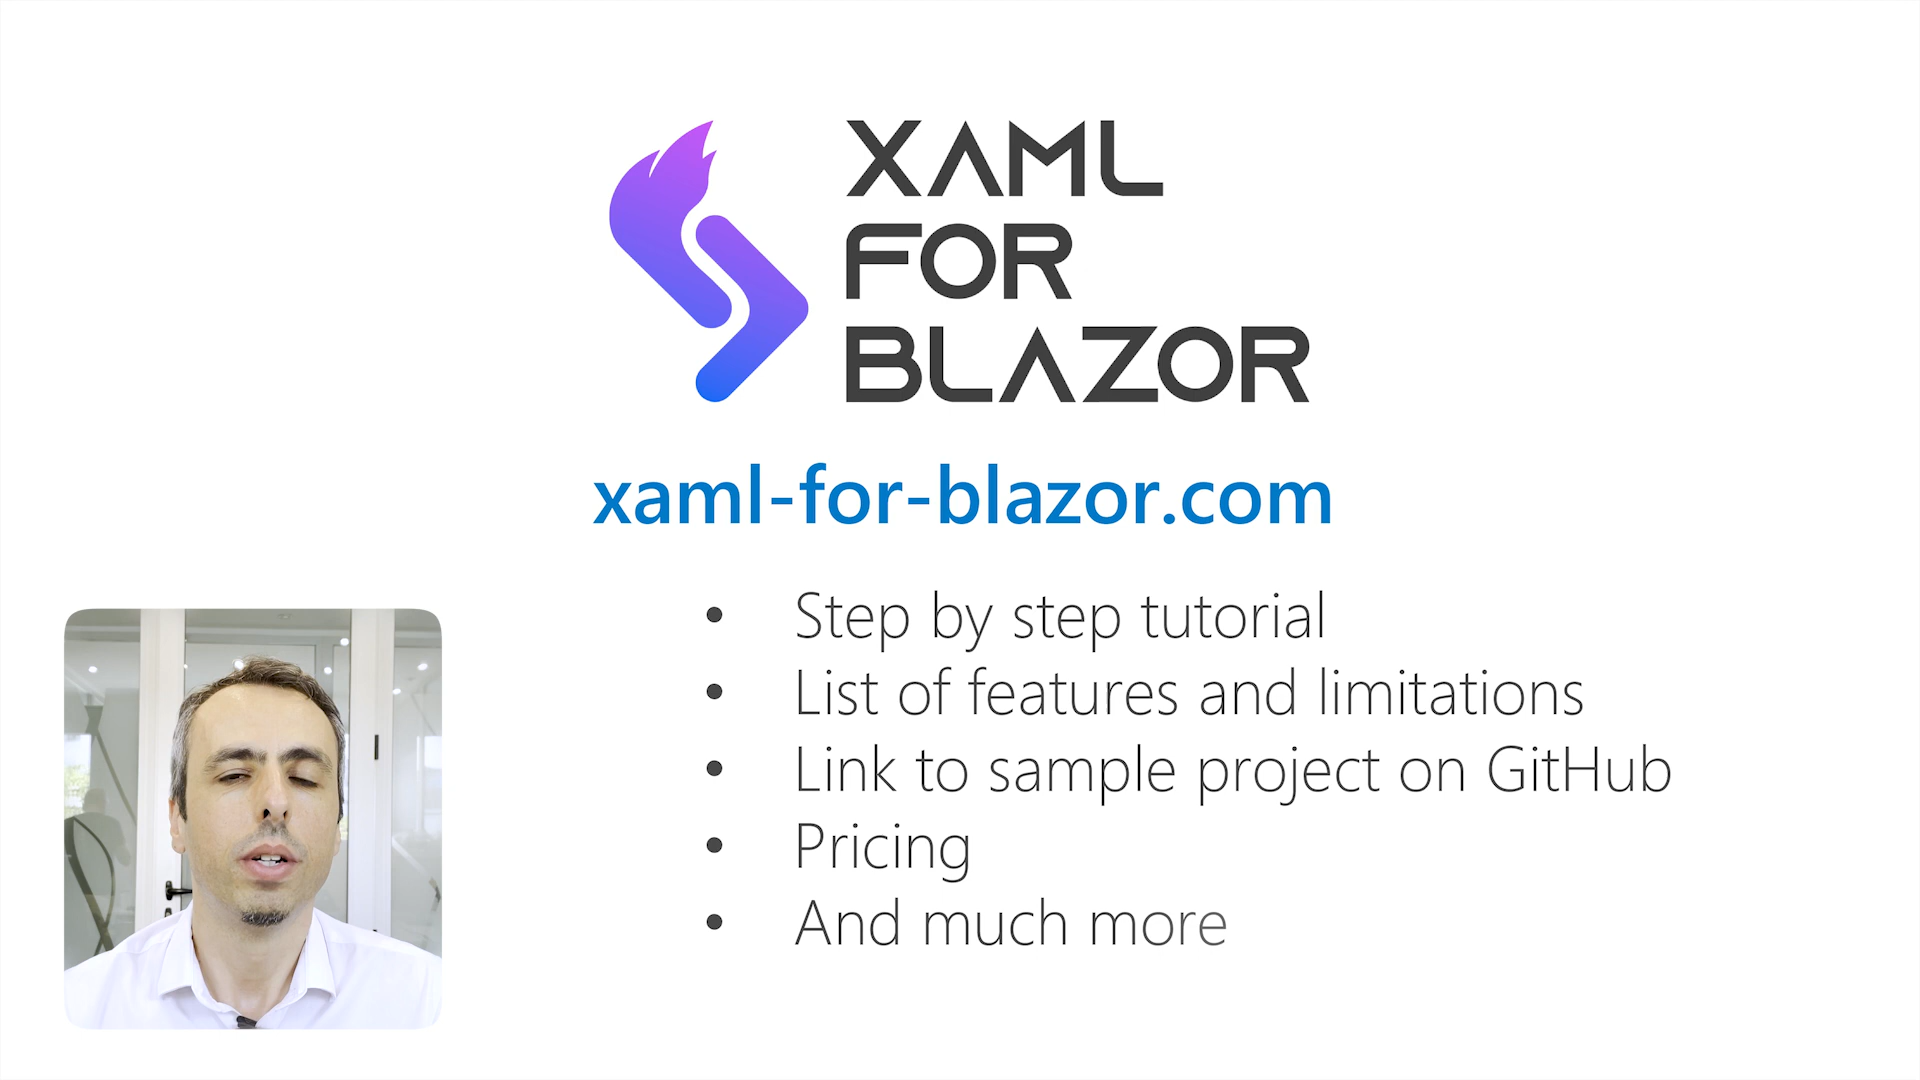 XAML
FOR
BLAZOR
xaml-for-blazor.com
• Step by step tutorial
• List of features and limitations
• Link to sample project on GitHub
• Pricing
• And much more